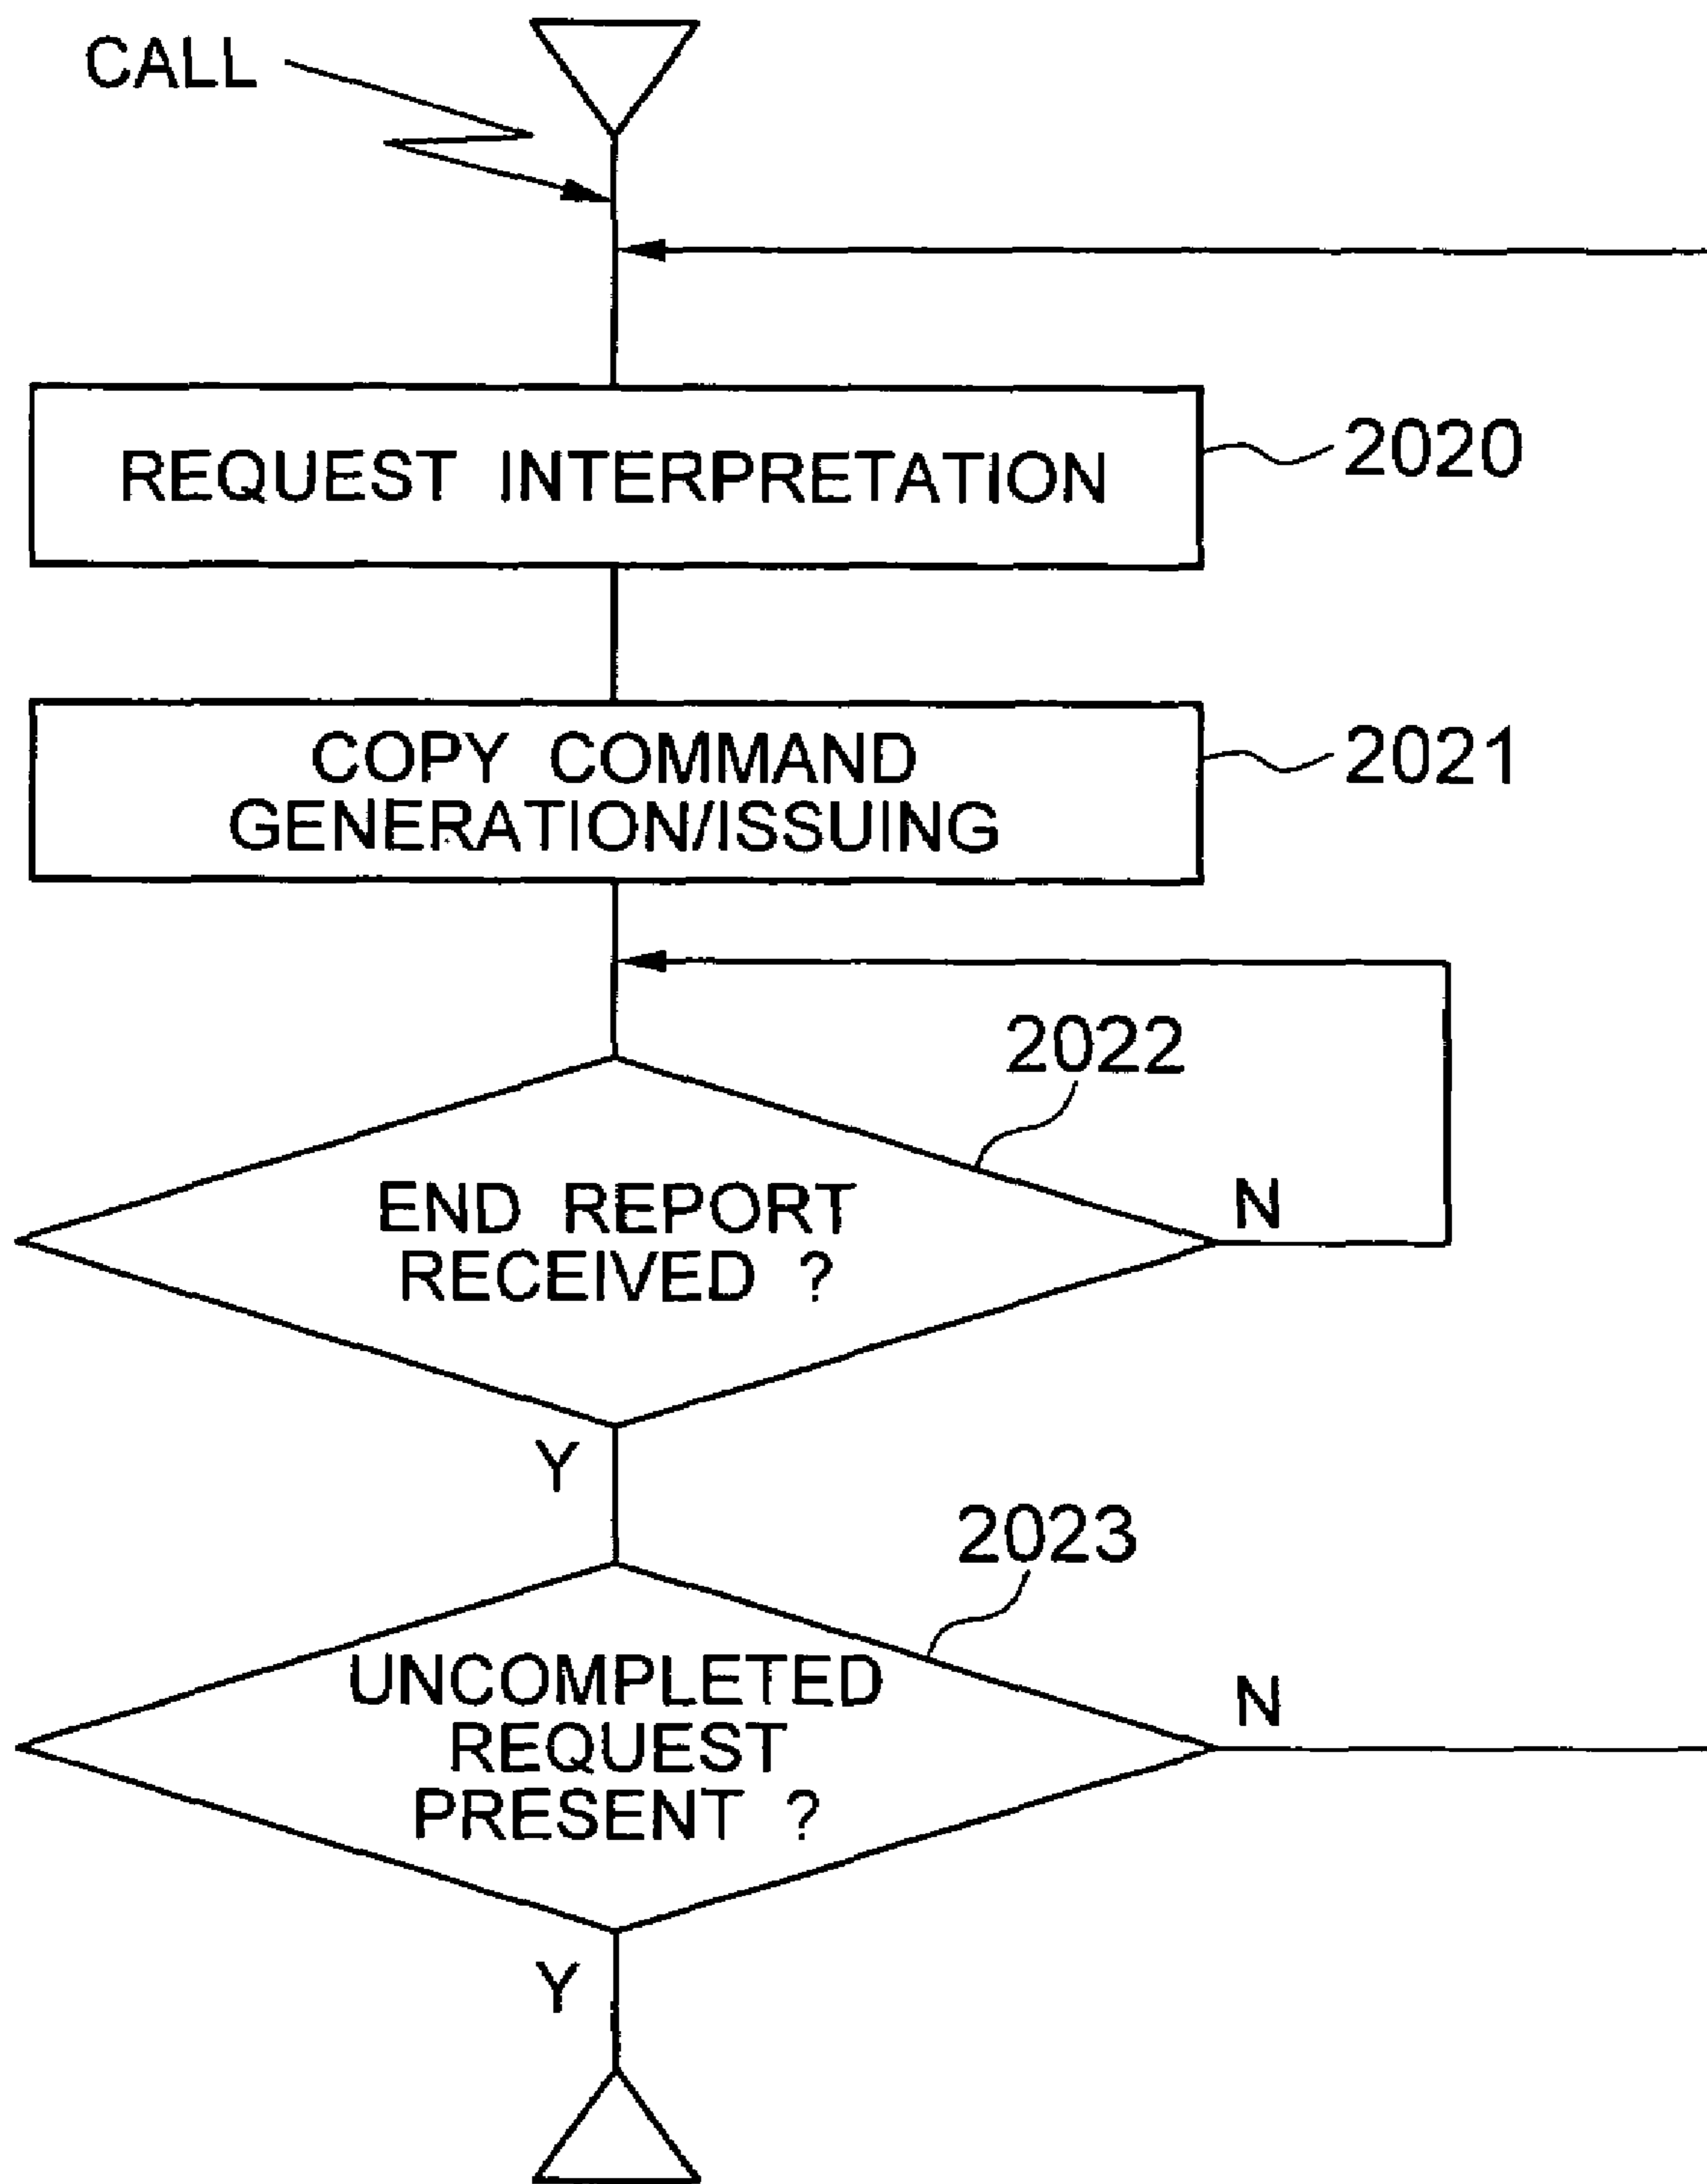 CALL
REQUEST INTERPRETATION
2020
COPY COMMAND
GENERATION/ISSUING
2021
2022
END REPORT
RECEIVED ?
N
Y
2023
UNCOMPLETED
REQUEST
PRESENT ?
N
Y